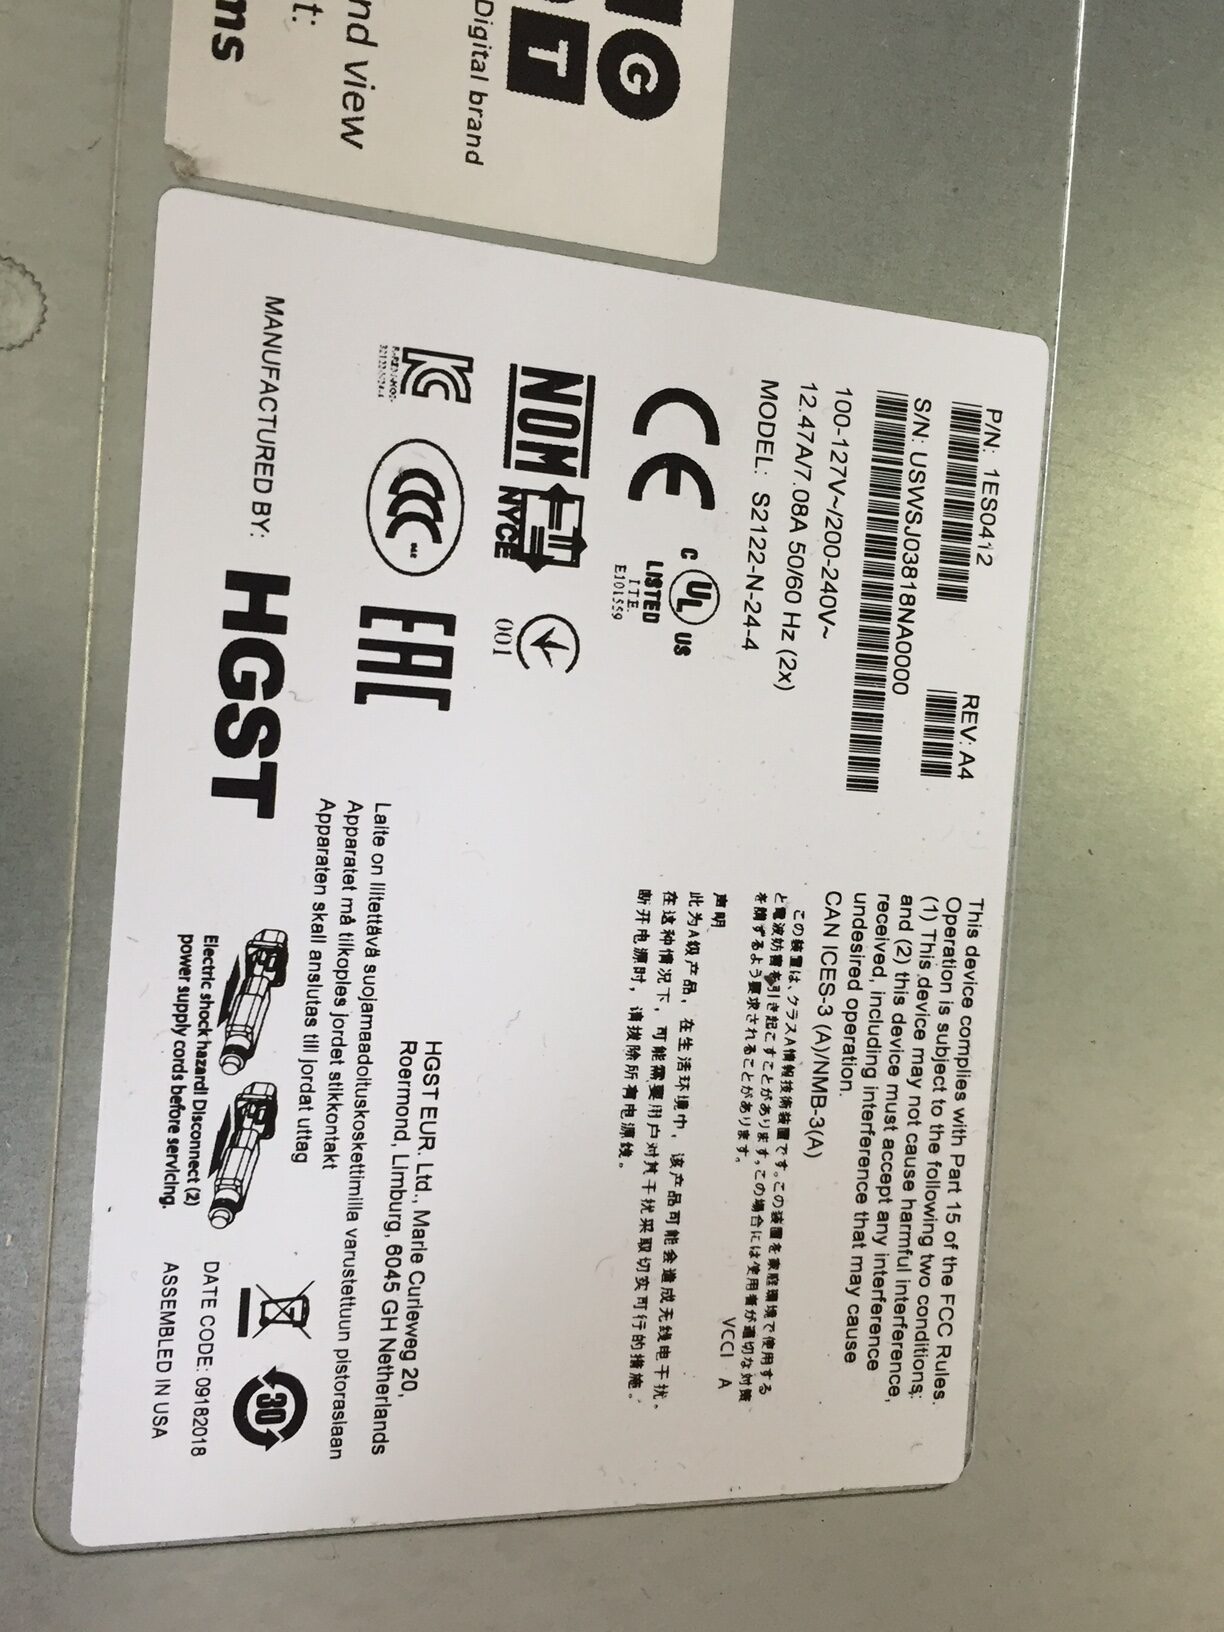 G
T
Digital brand
nd view
t:
ms
P/N: 1ES0412
REV: A4
S/N: USWSJ03818NA0000
100-127V~/200-240V~
12.47A/7.08A 50/60 Hz (2x)
MODEL: S2122-N-24-4
CE
C UL US
LISTED
I.T.E.
E101559
NOM
NYCE
001
KC
CCC
EAC
MANUFACTURED BY:
HGST
This device complies with Part 15 of the FCC Rules.
Operation is subject to the following two conditions:
(1) This device may not cause harmful interference,
and (2) this device must accept any interference
received, including interference that may cause
undesired operation.
CAN ICES-3 (A)/NMB-3(A)
この装置は、クラスA情報技術装置です。この装置を家庭環境で使用する
と電波妨害を引き起こすことがあります。この場合には使用者が適切な対策
を講ずるよう要求されることがあります。
VCCI A
声明
此为A级产品，在生活环境中，该产品可能会造成无线电干扰。
在这种情况下，可能需要用户对其干扰采取切实可行的措施。
断开电源时，请拔除所有电源线。
HGST EUR. Ltd., Marie Curieweg 20,
Roermond, Limburg, 6045 GH Netherlands
Laite on liitettävä suojamaadoituskoskettimilla varustettuun pistorasiaan
Apparatet må tilkoples jordet stikkontakt
Apparaten skall anslutas till jordat uttag
Electric shock hazard! Disconnect (2)
power supply cords before servicing.
30
DATE CODE: 09182018
ASSEMBLED IN USA